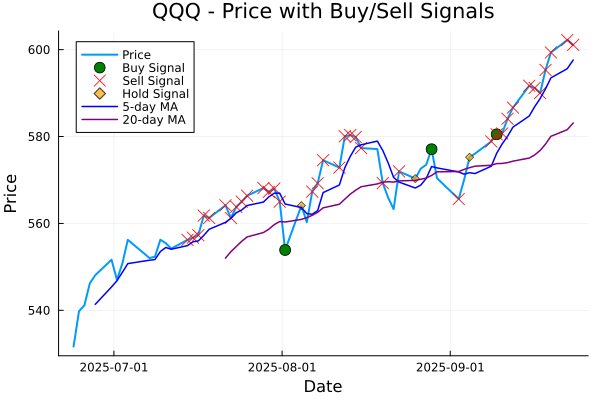 QQQ - Price with Buy/Sell Signals
Price
Buy Signal
Sell Signal
Hold Signal
5-day MA
20-day MA
600
580
560
540
Price
2025-07-01
2025-08-01
2025-09-01
Date